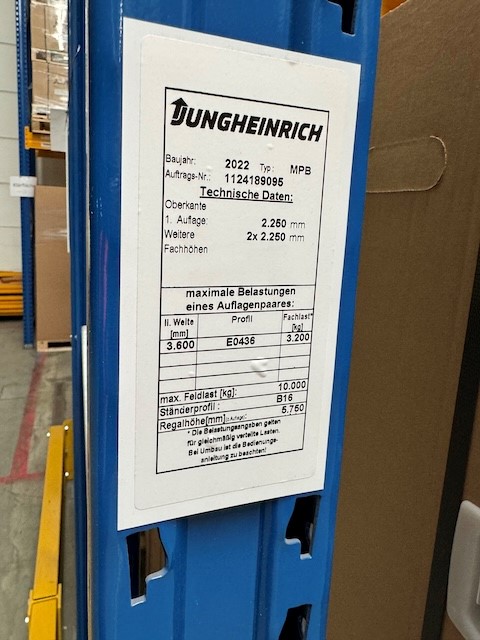 JUNGHEINRICH
Baujahr: 2022 Typ: MPB
Auftrags-Nr.: 1124189095
Technische Daten:
Oberkante
1. Auflage: 2.250 mm
Weitere 2x 2.250 mm
Fachhöhen
maximale Belastungen
eines Auflagenpaares:
li. Weite Profil Fachlast*
[mm] [kg]
3.600 E0436 3.200
max. Feldlast [kg]: 10.000
Ständerprofil : B16
Regalhöhe[mm] : 5.750
* Die Belastungsangaben gelten
für gleichmäßig verteilte Lasten.
Bei Umbau ist die Bedienungs-
anleitung zu beachten!